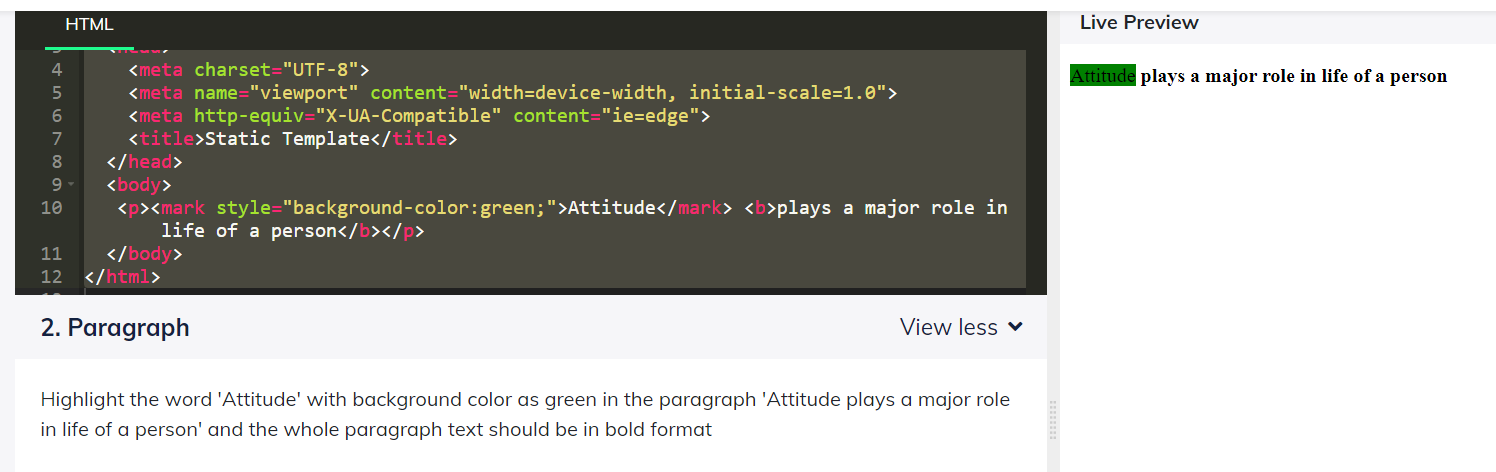 HTML
Live Preview
4 <meta charset="UTF-8">
5 <meta name="viewport" content="width=device-width, initial-scale=1.0">
6 <meta http-equiv="X-UA-Compatible" content="ie=edge">
7 <title>Static Template</title>
8 </head>
9 <body>
10 <p><mark style="background-color:green;">Attitude</mark> <b>plays a major role in
life of a person</b></p>
11 </body>
12 </html>
Attitude plays a major role in life of a person
2. Paragraph
View less
Highlight the word 'Attitude' with background color as green in the paragraph 'Attitude plays a major role
in life of a person' and the whole paragraph text should be in bold format